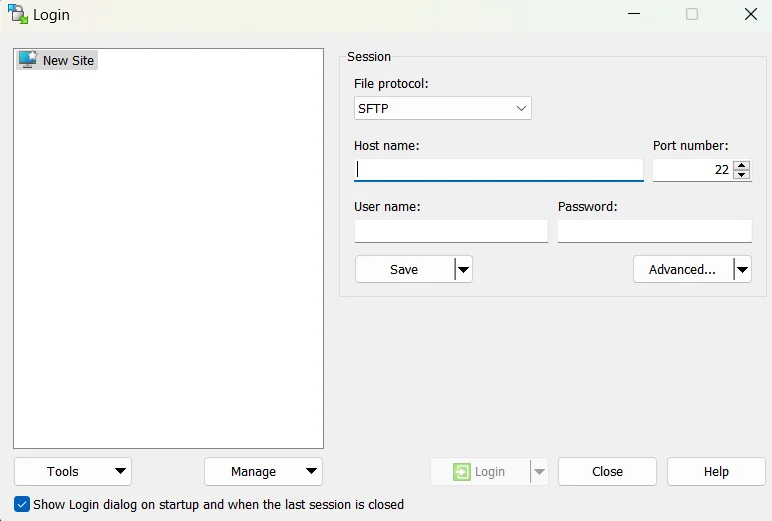 Login
New Site
Session
File protocol:
SFTP
Host name: Port number:
22
User name: Password:
Save Advanced...
Tools Manage Login Close Help
Show Login dialog on startup and when the last session is closed